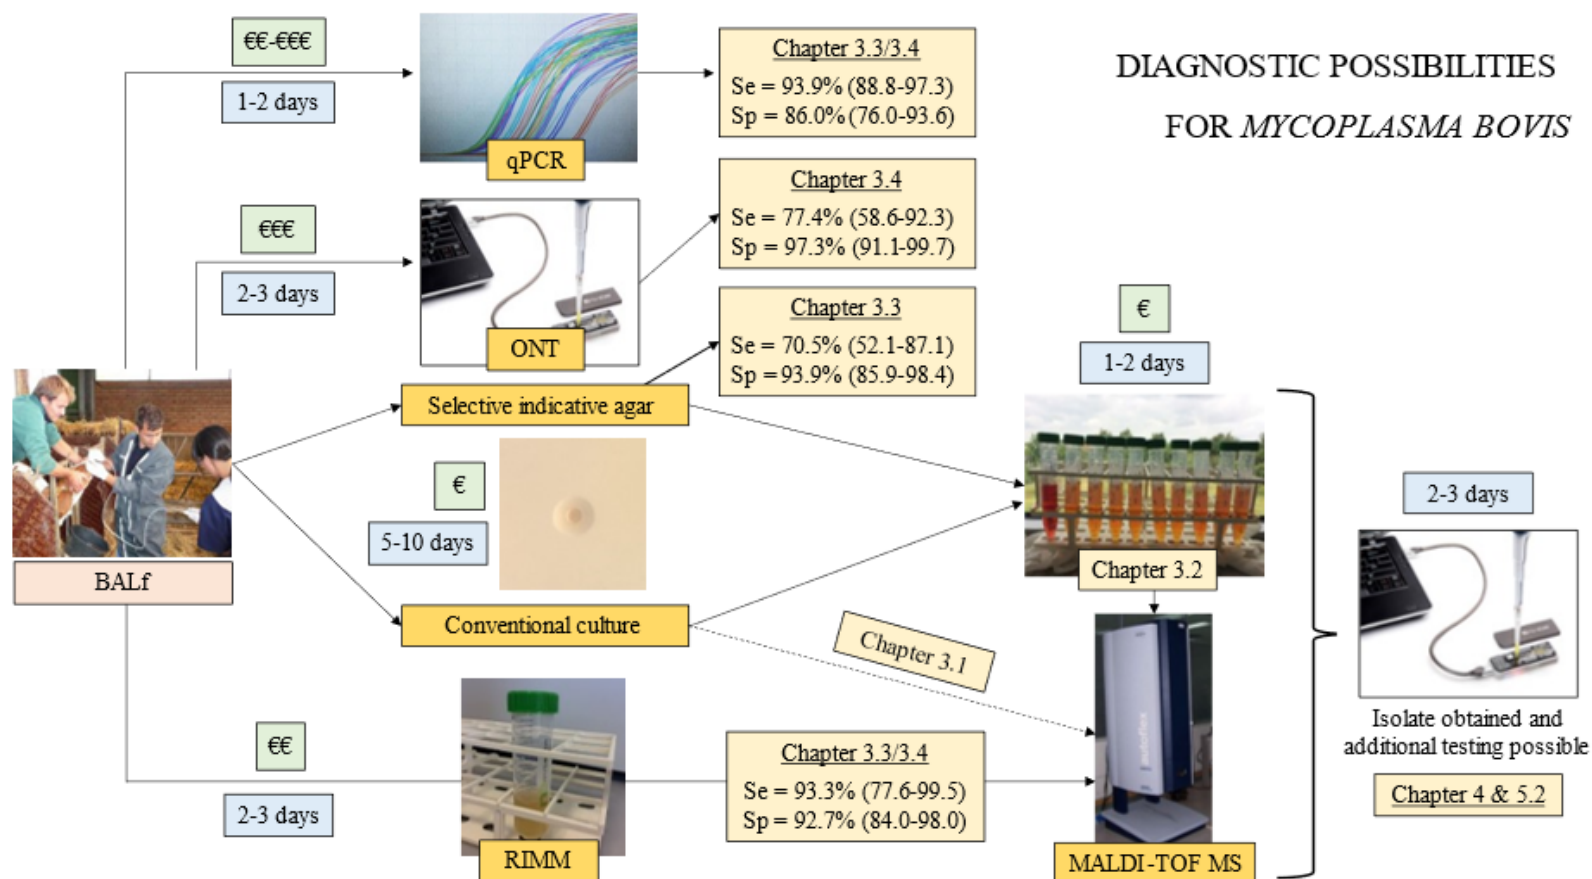 DIAGNOSTIC POSSIBILITIES
FOR MYCOPLASMA BOVIS
€€-€€€
1-2 days
qPCR
Chapter 3.3/3.4
Se = 93.9% (88.8-97.3)
Sp = 86.0% (76.0-93.6)
€€€
2-3 days
ONT
Chapter 3.4
Se = 77.4% (58.6-92.3)
Sp = 97.3% (91.1-99.7)
Chapter 3.3
Se = 70.5% (52.1-87.1)
Sp = 93.9% (85.9-98.4)
Selective indicative agar
€
5-10 days
BALf
Conventional culture
€
1-2 days
Chapter 3.2
Chapter 3.1
€€
2-3 days
RIMM
Chapter 3.3/3.4
Se = 93.3% (77.6-99.5)
Sp = 92.7% (84.0-98.0)
autoflex
MALDI-TOF MS
2-3 days
Isolate obtained and
additional testing possible
Chapter 4 & 5.2